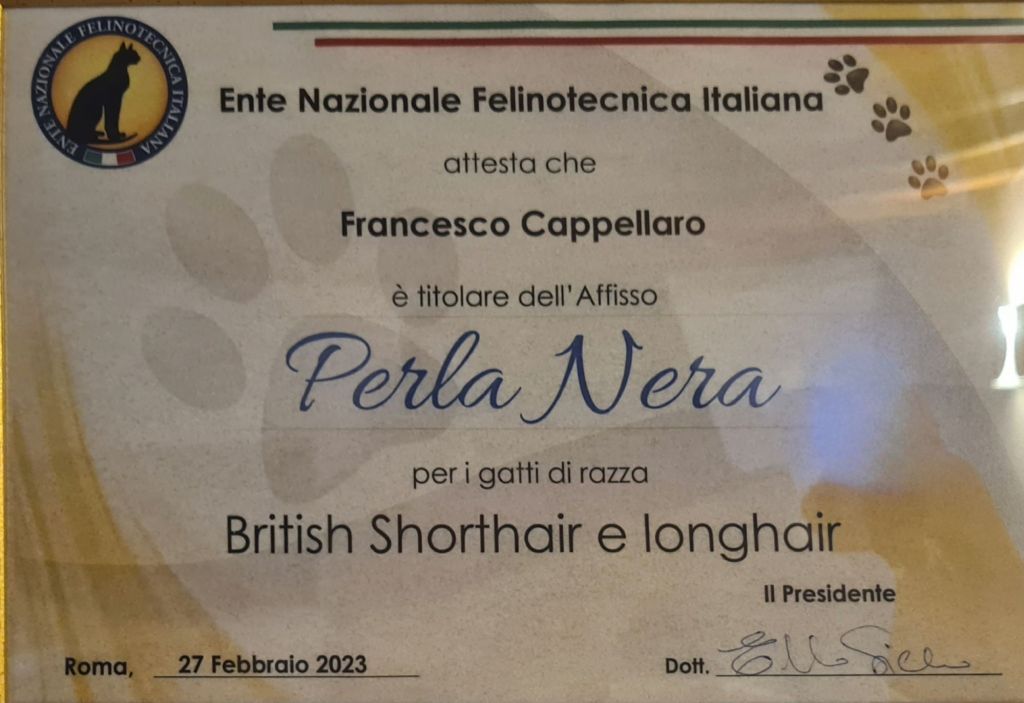 ENTE NAZIONALE FELINOTECNICA ITALIANA
Ente Nazionale Felinotecnica Italiana
attesta che
Francesco Cappellaro
è titolare dell'Affisso
Perla Nera
per i gatti di razza
British Shorthair e longhair
Il Presidente
Roma, 27 Febbraio 2023
Dott.